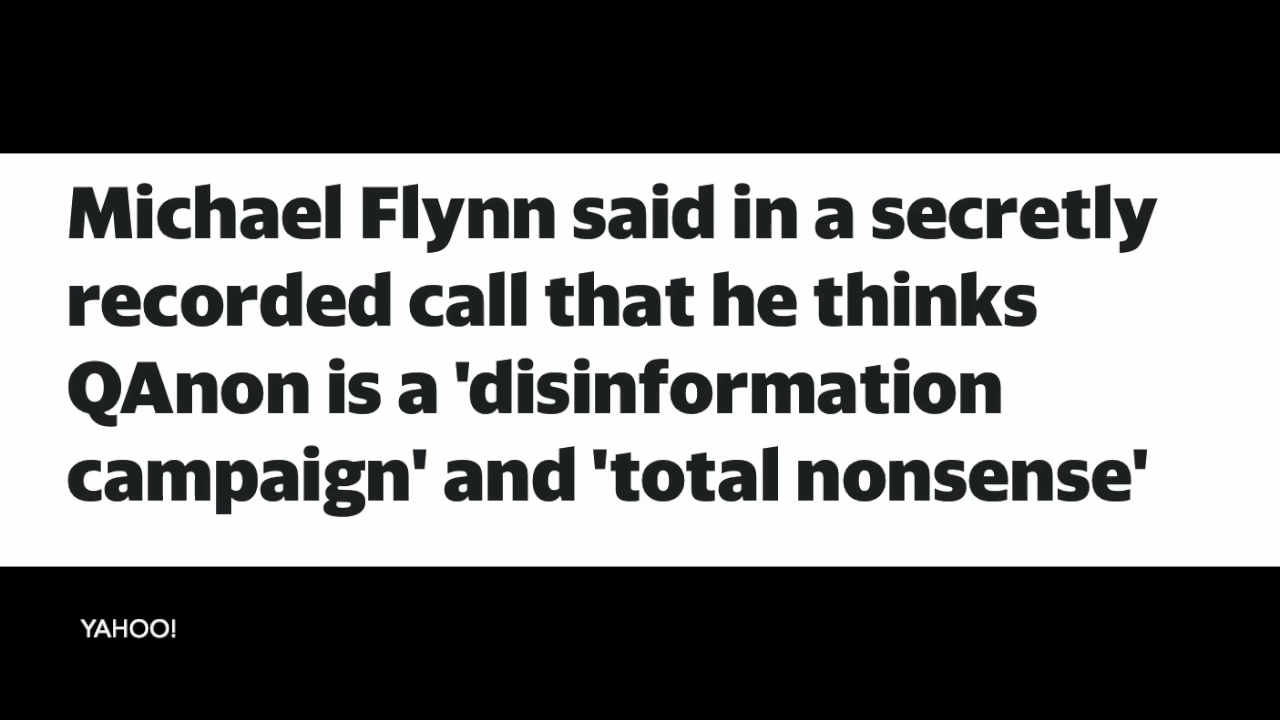 Michael Flynn said in a secretly
recorded call that he thinks
QAnon is a 'disinformation
campaign' and 'total nonsense'
YAHOO!